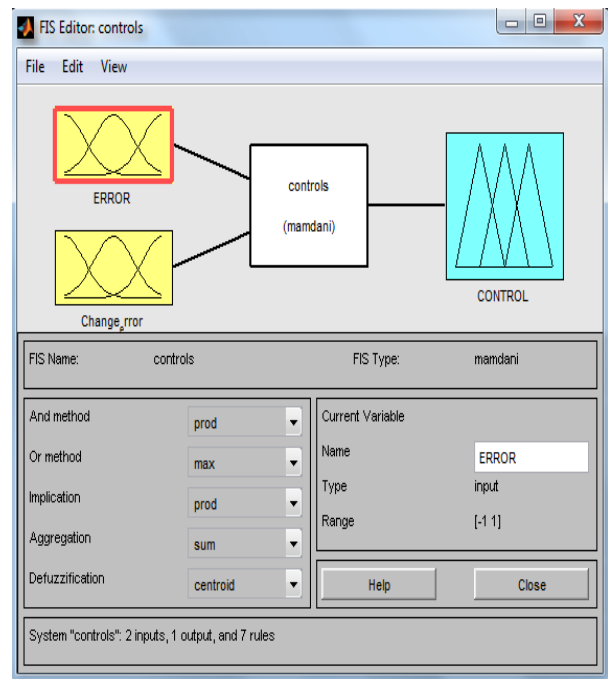 FIS Editor: controls
File Edit View
ERROR
controls
(mamdani)
CONTROL
Change_error
FIS Name: controls FIS Type: mamdani
And method prod
Or method max
Implication prod
Aggregation sum
Defuzzification centroid
Current Variable
Name ERROR
Type input
Range [-1 1]
Help Close
System "controls": 2 inputs, 1 output, and 7 rules